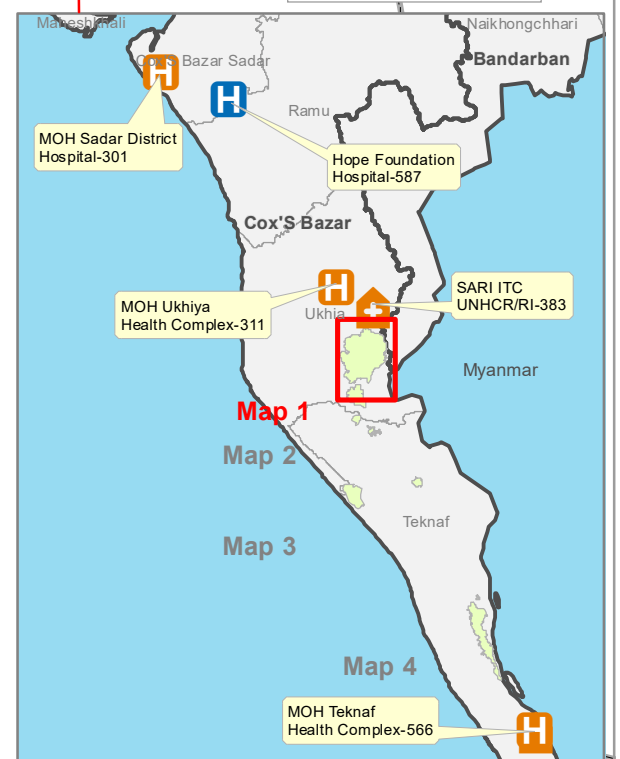 Maheshkhali
Naikhongchhari
Cox'S Bazar Sadar
Bandarban
Ramu
MOH Sadar District
Hospital-301
Hope Foundation
Hospital-587
Cox'S Bazar
SARI ITC
UNHCR/RI-383
MOH Ukhiya
Health Complex-311
Ukhia
Myanmar
Map 1
Map 2
Teknaf
Map 3
Map 4
MOH Teknaf
Health Complex-566